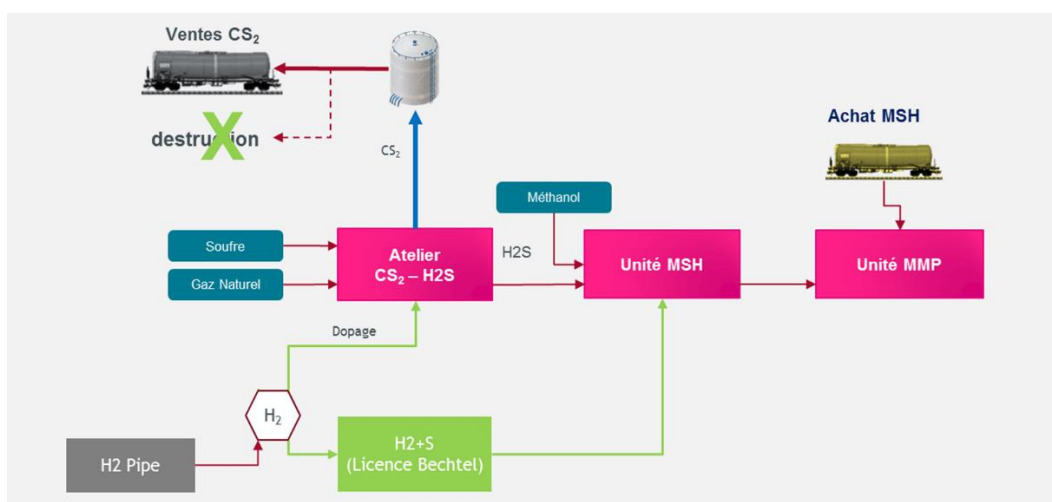 Ventes CS₂
destruction
CS₂
Achat MSH
Méthanol
Soufre
Gaz Naturel
Atelier
CS₂ – H2S
H2S
Unité MSH
Unité MMP
Dopage
H₂
H2 Pipe
H2+S
(Licence Bechtel)